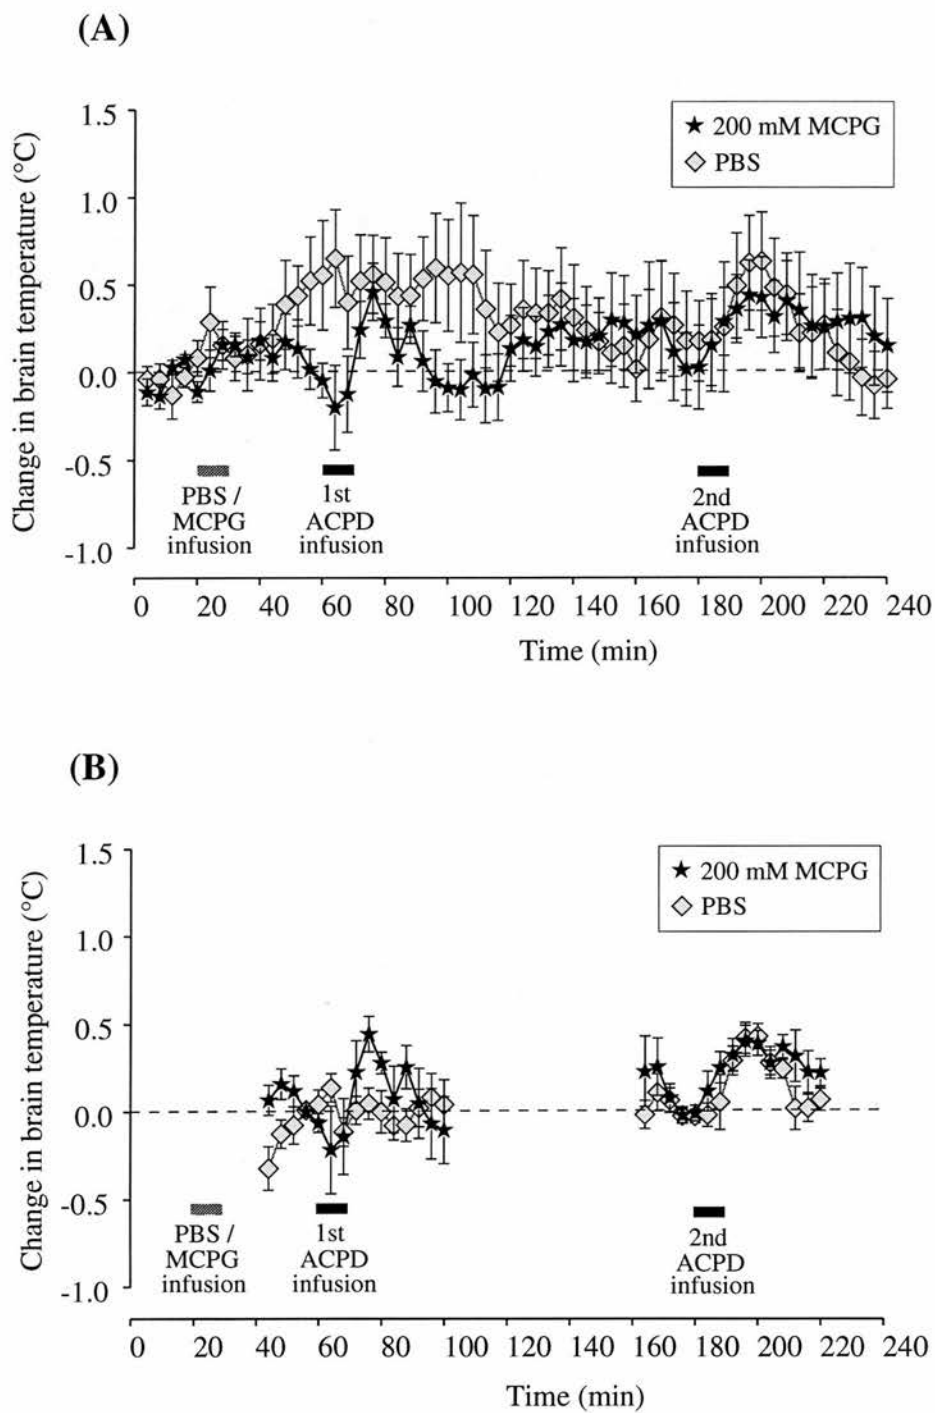 (A)
Change in brain temperature (°C)
1.5
1.0
0.5
0.0
-0.5
-1.0
200 mM MCPG
PBS
PBS /
MCPG
infusion
1st
ACPD
infusion
2nd
ACPD
infusion
0 20 40 60 80 100 120 140 160 180 200 220 240
Time (min)
(B)
Change in brain temperature (°C)
1.5
1.0
0.5
0.0
-0.5
-1.0
200 mM MCPG
PBS
PBS /
MCPG
infusion
1st
ACPD
infusion
2nd
ACPD
infusion
0 20 40 60 80 100 120 140 160 180 200 220 240
Time (min)